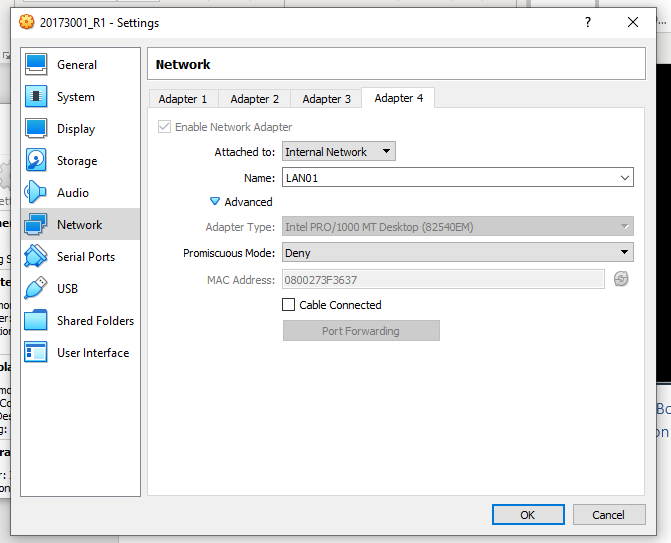 20173001_R1 - Settings
?
General
System
Display
Storage
Audio
Network
Serial Ports
USB
Shared Folders
User Interface
Network
Adapter 1
Adapter 2
Adapter 3
Adapter 4
Enable Network Adapter
Attached to: Internal Network
Name: LAN01
Advanced
Adapter Type: Intel PRO/1000 MT Desktop (82540EM)
Promiscuous Mode: Deny
MAC Address: 0800273F3637
Cable Connected
Port Forwarding
OK
Cancel